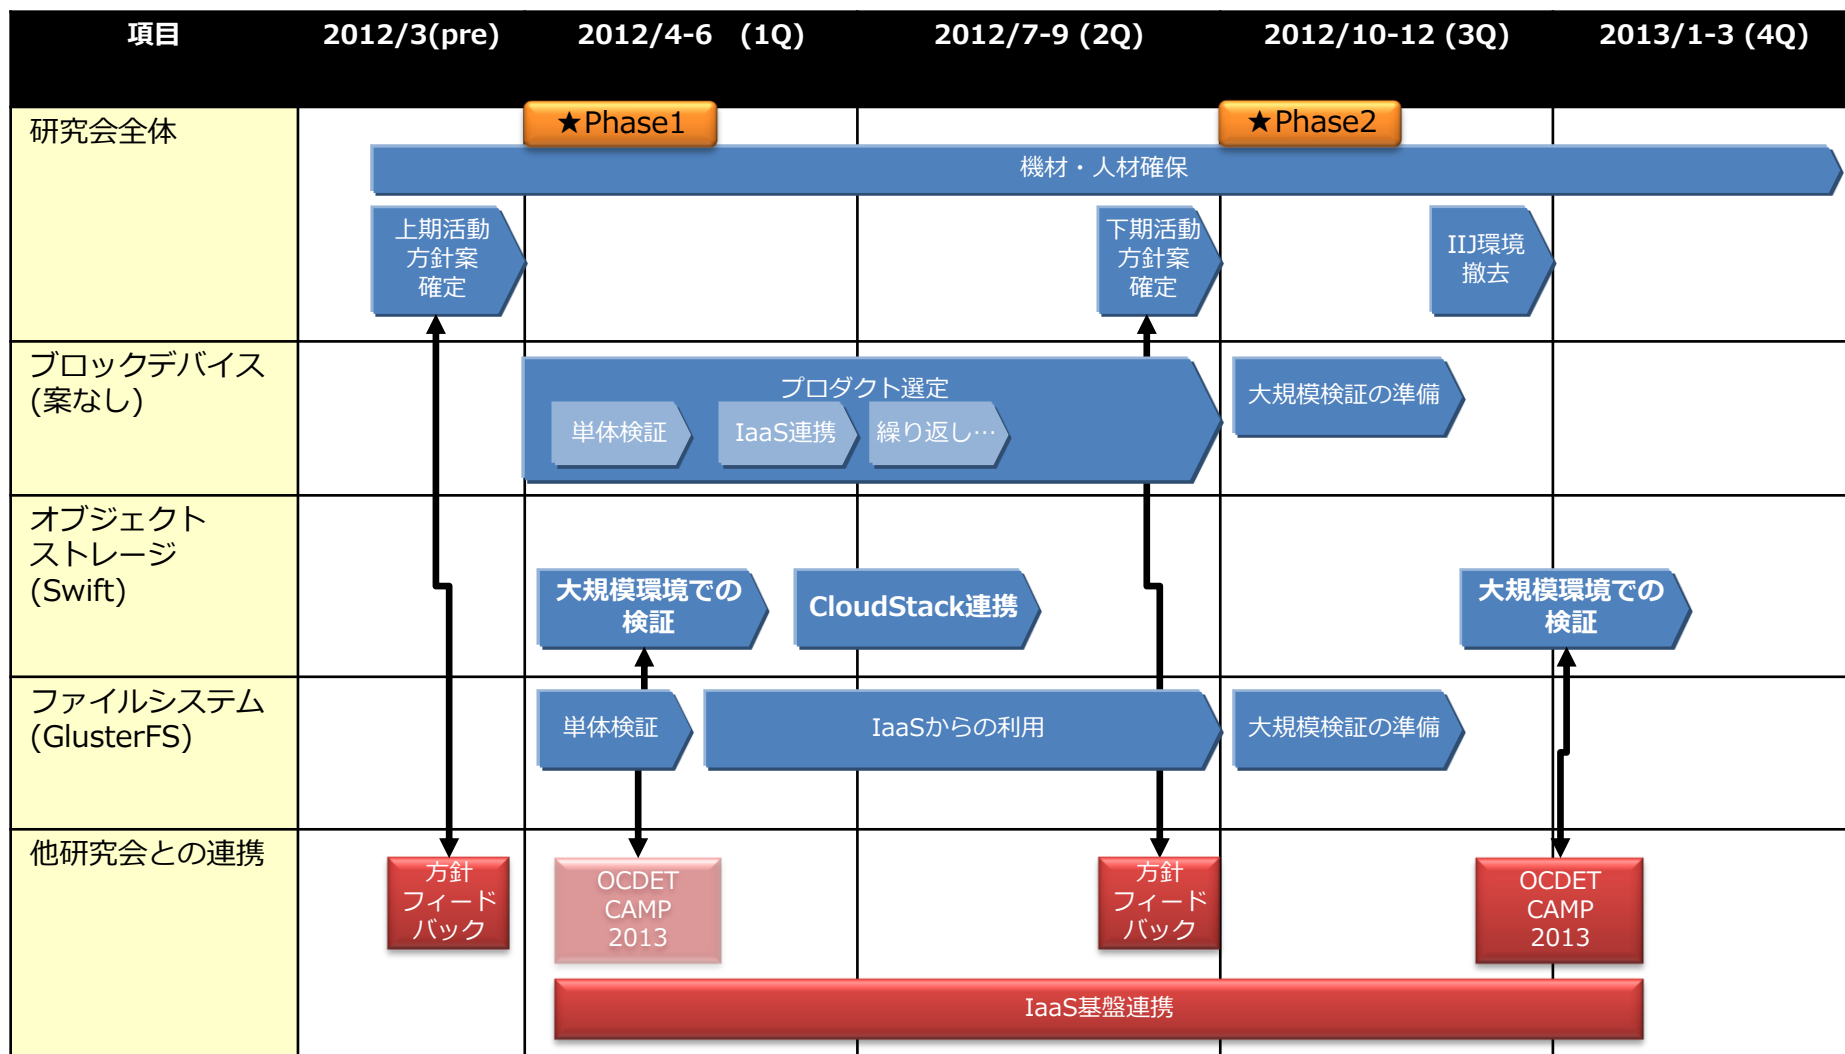 項目
2012/3(pre)
2012/4-6 (1Q)
2012/7-9 (2Q)
2012/10-12 (3Q)
2013/1-3 (4Q)
研究会全体
★Phase1
★Phase2
機材・人材確保
上期活動
方針案
確定
下期活動
方針案
確定
IIJ環境
撤去
ブロックデバイス
(案なし)
プロダクト選定
単体検証
IaaS連携
繰り返し…
大規模検証の準備
オブジェクト
ストレージ
(Swift)
大規模環境での
検証
CloudStack連携
大規模環境での
検証
ファイルシステム
(GlusterFS)
単体検証
IaaSからの利用
大規模検証の準備
他研究会との連携
方針
フィード
バック
OCDET
CAMP
2013
方針
フィード
バック
OCDET
CAMP
2013
IaaS基盤連携